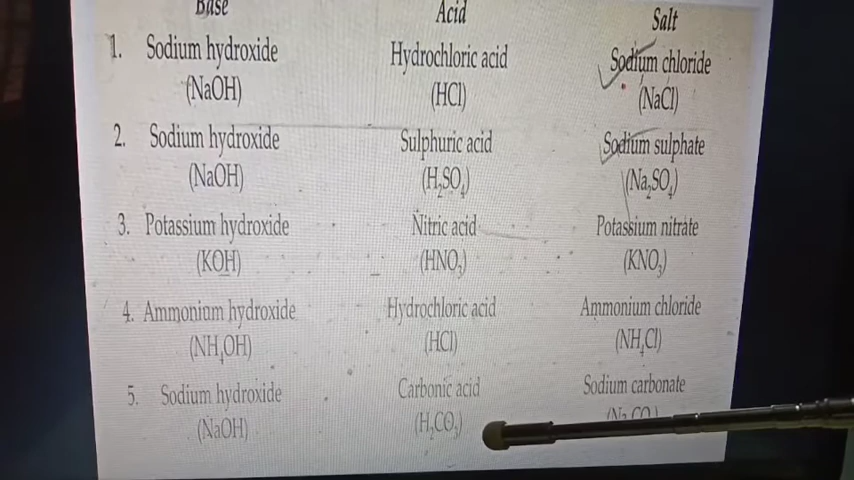 Base Acid Salt
1. Sodium hydroxide Hydrochloric acid Sodium chloride
(NaOH) (HCl) (NaCl)
2. Sodium hydroxide Sulphuric acid Sodium sulphate
(NaOH) (H₂SO₄) (Na₂SO₄)
3. Potassium hydroxide Nitric acid Potassium nitrate
(KOH) (HNO₃) (KNO₃)
4. Ammonium hydroxide Hydrochloric acid Ammonium chloride
(NH₄OH) (HCl) (NH₄Cl)
5. Sodium hydroxide Carbonic acid Sodium carbonate
(NaOH) (H₂CO₃)